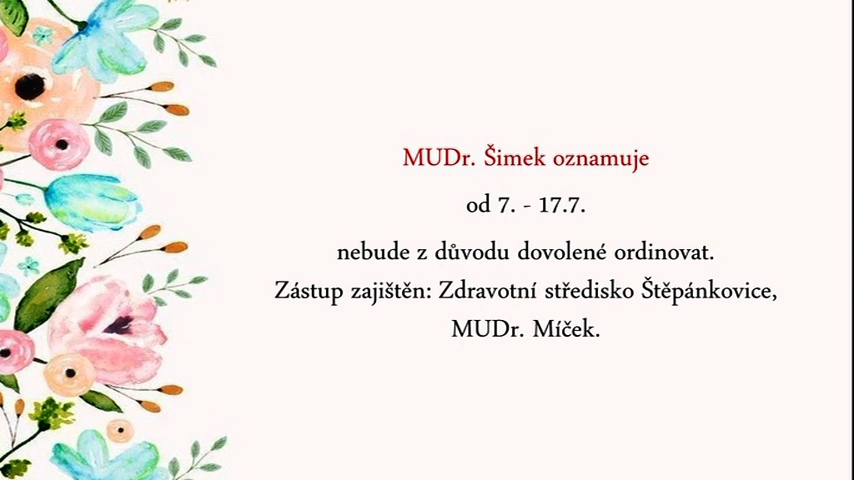 MUDr. Šimek oznamuje
od 7. - 17.7.
nebude z důvodu dovolené ordinovat.
Zástup zajištěn: Zdravotní středisko Štěpánkovice,
MUDr. Míček.